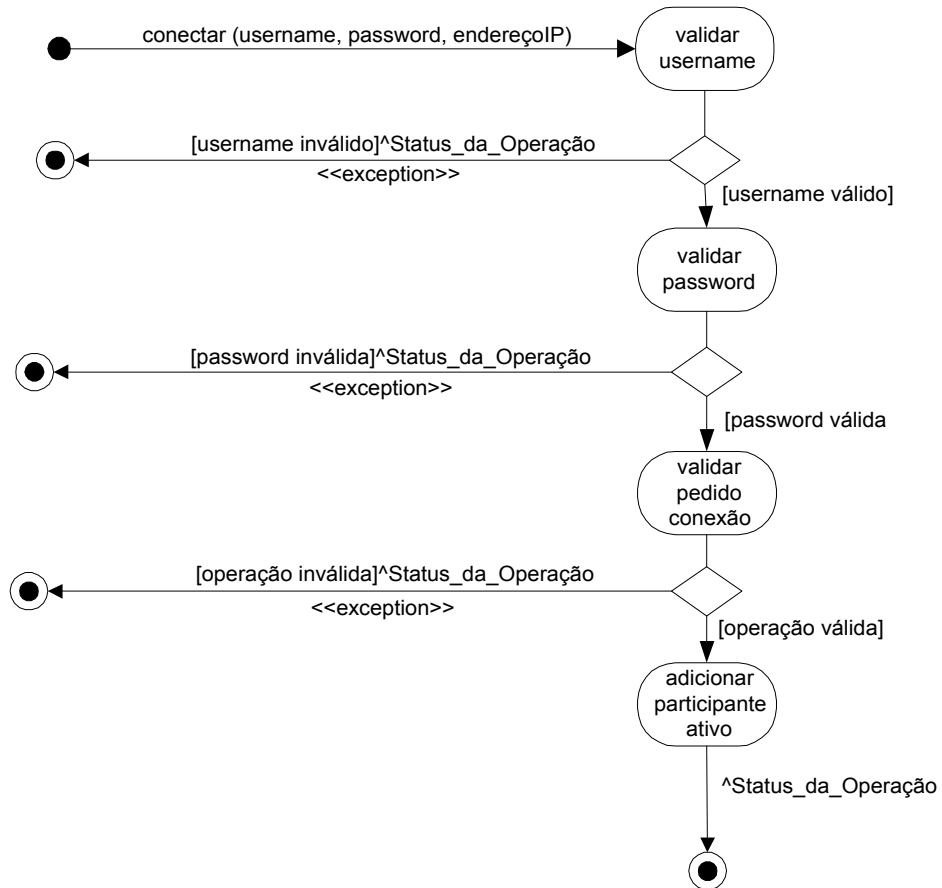 conectar (username, password, endereçoIP)
validar
username
[username inválido]^Status_da_Operação
<<exception>>
[username válido]
validar
password
[password inválida]^Status_da_Operação
<<exception>>
[password válida
validar
pedido
conexão
[operação inválida]^Status_da_Operação
<<exception>>
[operação válida]
adicionar
participante
ativo
^Status_da_Operação